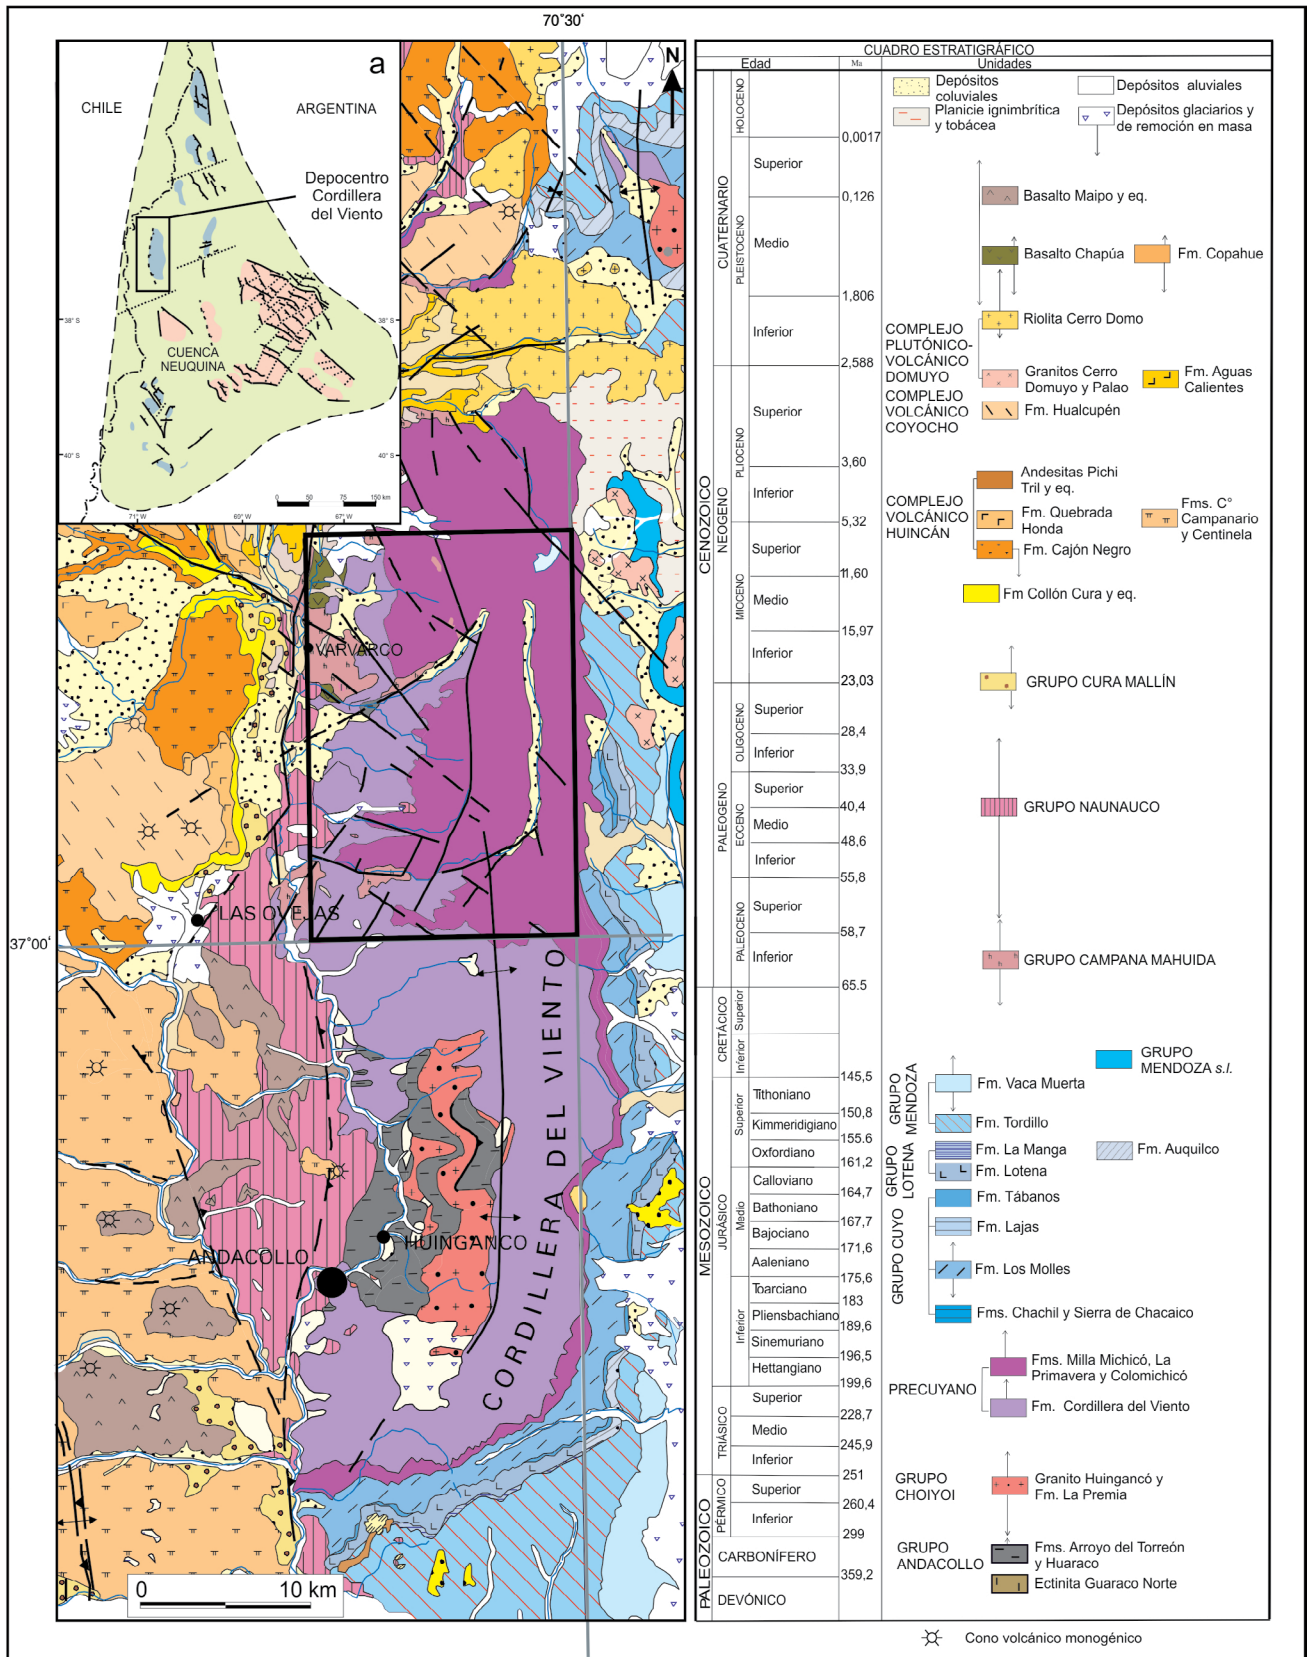 70°30'
a
N
CHILE
ARGENTINA
Depocentro
Cordillera
del Viento
38° S
38° S
CUENCA
NEUQUINA
40° S
40° S
0 50 75 150 km
71° W
69° W
67° W
VARVARCO
LAS OVEJAS
37°00'
CORDILLERA DEL VIENTO
ANDACOLLO
HUINGANCO
0 10 km
CUADRO ESTRATIGRÁFICO
Edad
Ma
Unidades
CENOZOICO
MESOZOICO
PALEOZOICO
CUATERNARIO
NEOGENO
PALEOGENO
CRETÁCICO
JURÁSICO
TRIÁSICO
PÉRMICO
CARBONÍFERO
DEVÓNICO
HOLOCENO
PLEISTOCENO
PLIOCENO
MIOCENO
OLIGOCENO
ECCENO
PALEOCENO
0,0017
Superior
0,126
Medio
1.806
Inferior
2,588
Superior
3,60
Inferior
5,32
Superior
11.60
Medio
15,97
Inferior
23,03
Superior
28,4
Inferior
33,9
Superior
40,4
Medio
48,6
Inferior
55,8
Superior
58,7
Inferior
65.5
Superior
Inferior
145,5
Superior
Tithoniano
150,8
Kimmeridigiano
155.6
Oxfordiano
161,2
Medio
Calloviano
164,7
Bathoniano
167,7
Bajociano
171,6
Aaleniano
175,6
Inferior
Toarciano
183
Pliensbachiano
189,6
Sinemuriano
196,5
Hettangiano
199,6
Superior
228,7
Medio
245,9
Inferior
251
Superior
260,4
Inferior
299
359,2
Depósitos
coluviales
Depósitos aluviales
Planicie ignimbrítica
y tobácea
Depósitos glaciarios y
de remoción en masa
Basalto Maipo y eq.
Basalto Chapúa
Fm. Copahue
COMPLEJO
PLUTÓNICO-
VOLCÁNICO
DOMUYO
Riolita Cerro Domo
Granitos Cerro
Domuyo y Palao
Fm. Aguas
Calientes
COMPLEJO
VOLCÁNICO
COYOCHO
Fm. Hualcupén
COMPLEJO
VOLCÁNICO
HUINCÁN
Andesitas Pichi
Tril y eq.
Fm. Quebrada
Honda
Fm. Cajón Negro
Fms. C°
Campanario
y Centinela
Fm Collón Cura y eq.
GRUPO CURA MALLÍN
GRUPO NAUNAUCO
GRUPO CAMPANA MAHUIDA
GRUPO
MENDOZA s.l.
GRUPO
MENDOZA
Fm. Vaca Muerta
Fm. Tordillo
GRUPO
LOTENA
Fm. La Manga
Fm. Auquilco
Fm. Lotena
GRUPO CUYO
Fm. Tábanos
Fm. Lajas
Fm. Los Molles
Fms. Chachil y Sierra de Chacaico
PRECUYANO
Fms. Milla Michicó, La
Primavera y Colomichicó
Fm. Cordillera del Viento
GRUPO
CHOIYOI
Granito Huingancó y
Fm. La Premia
GRUPO
ANDACOLLO
Fms. Arroyo del Torreón
y Huaraco
Ectinita Guaraco Norte
Cono volcánico monogénico